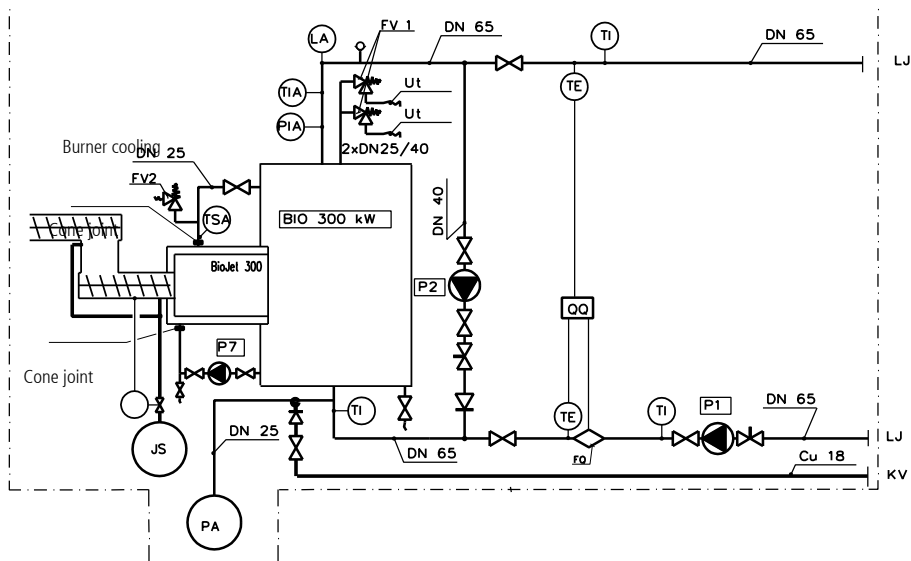 FV 1
DN 65
TI
DN 65
LA
LJ
TIA
Ut
TE
PIA
Ut
Burner cooling
DN 25
2xDN25/40
FV2
TSA
BIO 300 kW
DN 40
Cone joint
BioJet 300
P2
QQ
P7
Cone joint
TI
TE
TI
P1
DN 65
JS
DN 25
DN 65
FQ
LJ
Cu 18
KV
PA